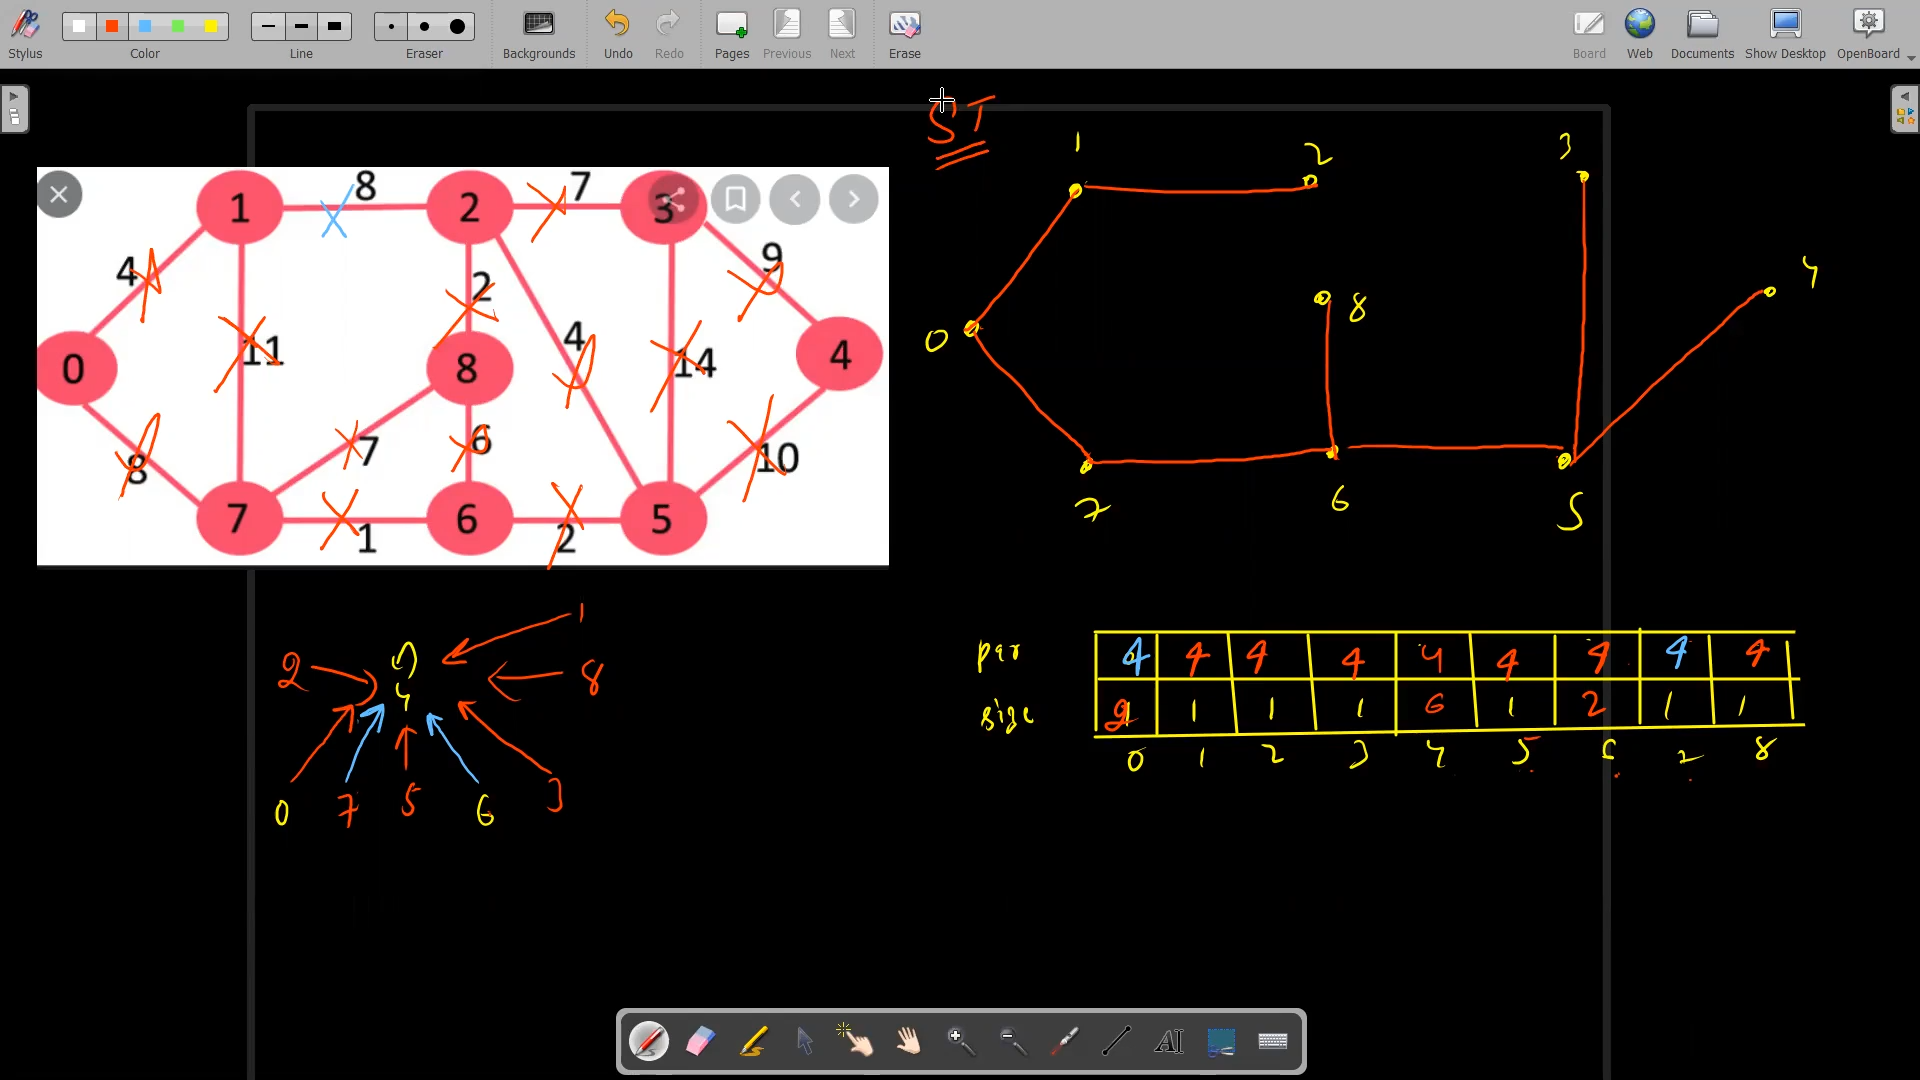 Stylus
Color
Line
Eraser
Backgrounds
Undo
Redo
Pages
Previous
Next
Erase
Board
Web
Documents
Show Desktop
OpenBoard
ST
1 2 3
4
0
8
7 6 5
1 8 2 7 3
4 9
2
11 4 14
0 8 4
8 7 6 10
7 1 6 2 5
1
2 8
4
0 7 5 6 3
par 4 4 4 4 4 4 4 4 4
size 1 1 1 6 1 2 1 1
0 1 2 3 4 5 6 7 8